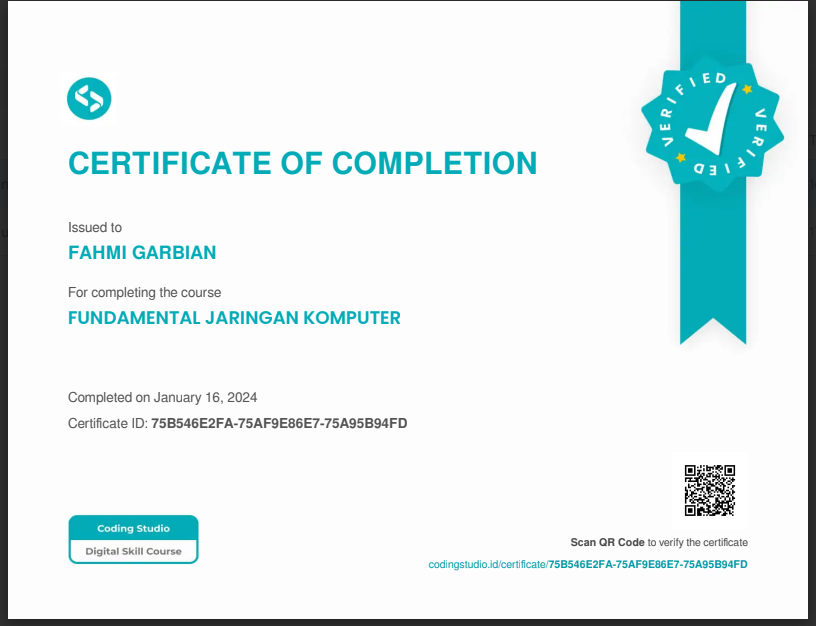 CERTIFICATE OF COMPLETION
VERIFIED
VERIFIED
Issued to
FAHMI GARBIAN
For completing the course
FUNDAMENTAL JARINGAN KOMPUTER
Completed on January 16, 2024
Certificate ID: 75B546E2FA-75AF9E86E7-75A95B94FD
Coding Studio
Digital Skill Course
Scan QR Code to verify the certificate
codingstudio.id/certificate/75B546E2FA-75AF9E86E7-75A95B94FD